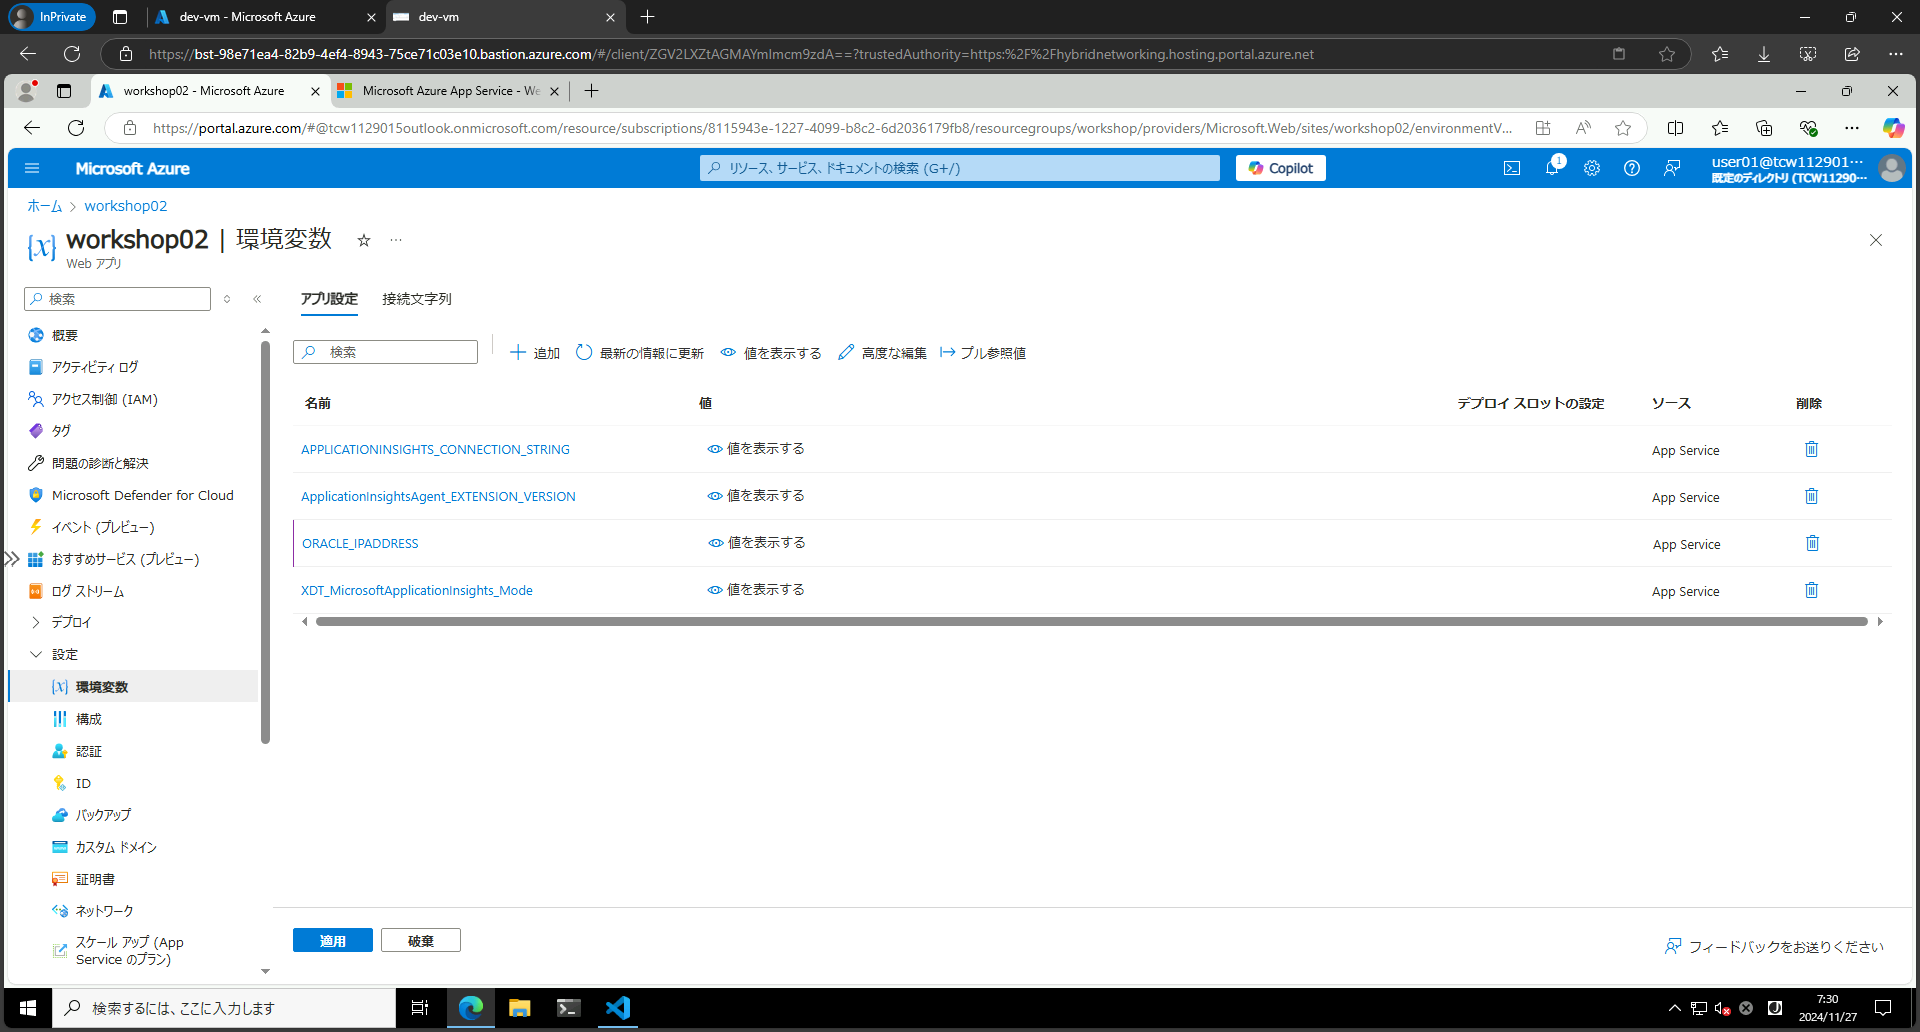 InPrivate
dev-vm - Microsoft Azure
dev-vm
https://bst-98e71ea4-82b9-4ef4-8943-75ce71c03e10.bastion.azure.com/#/client/ZGV2LXZtAGMAYmlmcm9zdA==?trustedAuthority=https:%2F%2Fhybridnetworking.hosting.portal.azure.net
workshop02 - Microsoft Azure
Microsoft Azure App Service - We
https://portal.azure.com/#@tcw1129015outlook.onmicrosoft.com/resource/subscriptions/8115943e-1227-4099-b8c2-6d2036179fb8/resourcegroups/workshop/providers/Microsoft.Web/sites/workshop02/environmentV...
Microsoft Azure
リソース、サービス、ドキュメントの検索 (G+/)
Copilot
1
user01@tcw112901...
既定のディレクトリ (TCW11290...
ホーム > workshop02
workshop02 | 環境変数
Web アプリ
検索
概要
アクティビティ ログ
アクセス制御 (IAM)
タグ
問題の診断と解決
Microsoft Defender for Cloud
イベント (プレビュー)
おすすめサービス (プレビュー)
ログ ストリーム
デプロイ
設定
環境変数
構成
認証
ID
バックアップ
カスタム ドメイン
証明書
ネットワーク
スケール アップ (App
Service のプラン)
アプリ設定 接続文字列
検索
追加 最新の情報に更新 値を表示する 高度な編集 プル参照値
名前 値 デプロイ スロットの設定 ソース 削除
APPLICATIONINSIGHTS_CONNECTION_STRING 値を表示する App Service
ApplicationInsightsAgent_EXTENSION_VERSION 値を表示する App Service
ORACLE_IPADDRESS 値を表示する App Service
XDT_MicrosoftApplicationInsights_Mode 値を表示する App Service
適用 破棄
フィードバックをお送りください
検索するには、ここに入力します
7:30
2024/11/27